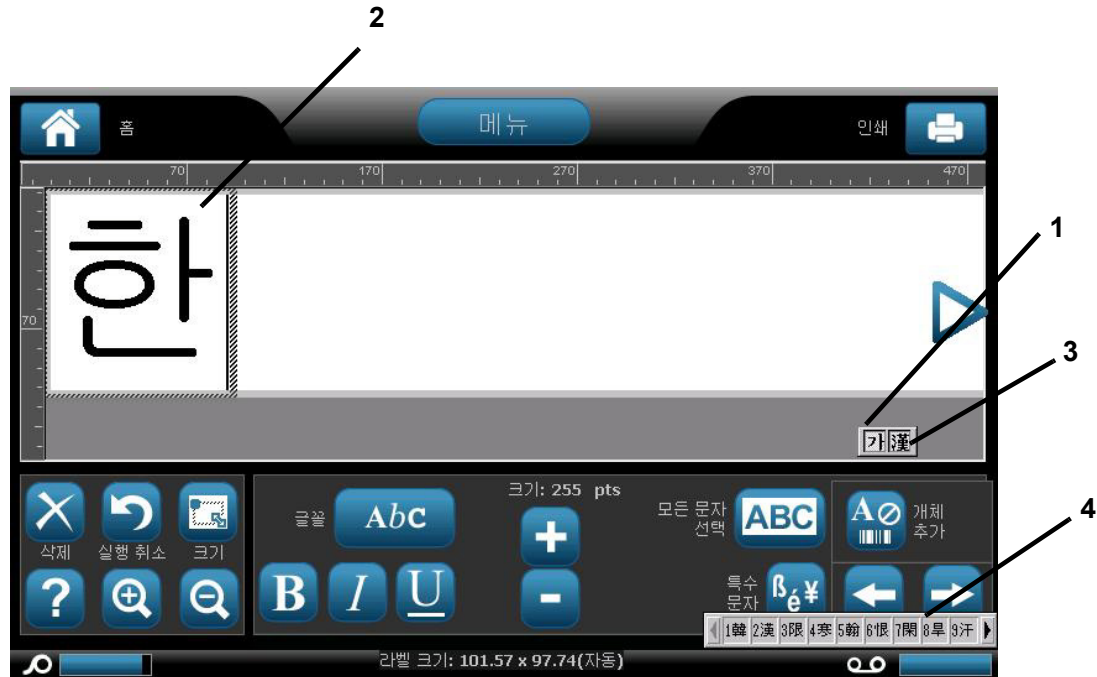 2
홈
메뉴
인쇄
70 170 270 370 470
한
1
70
3
가 漢
크기: 255 pts
글꼴
AbC
모든 문자
선택
ABC
A
개체
추가
4
삭제
실행 취소
크기
?
B I U
특수
문자
ßé¥
1韓 2漢 3限 4寒 5翰 6恨 7閑 8旱 9汗
라벨 크기: 101.57 x 97.74(자동)